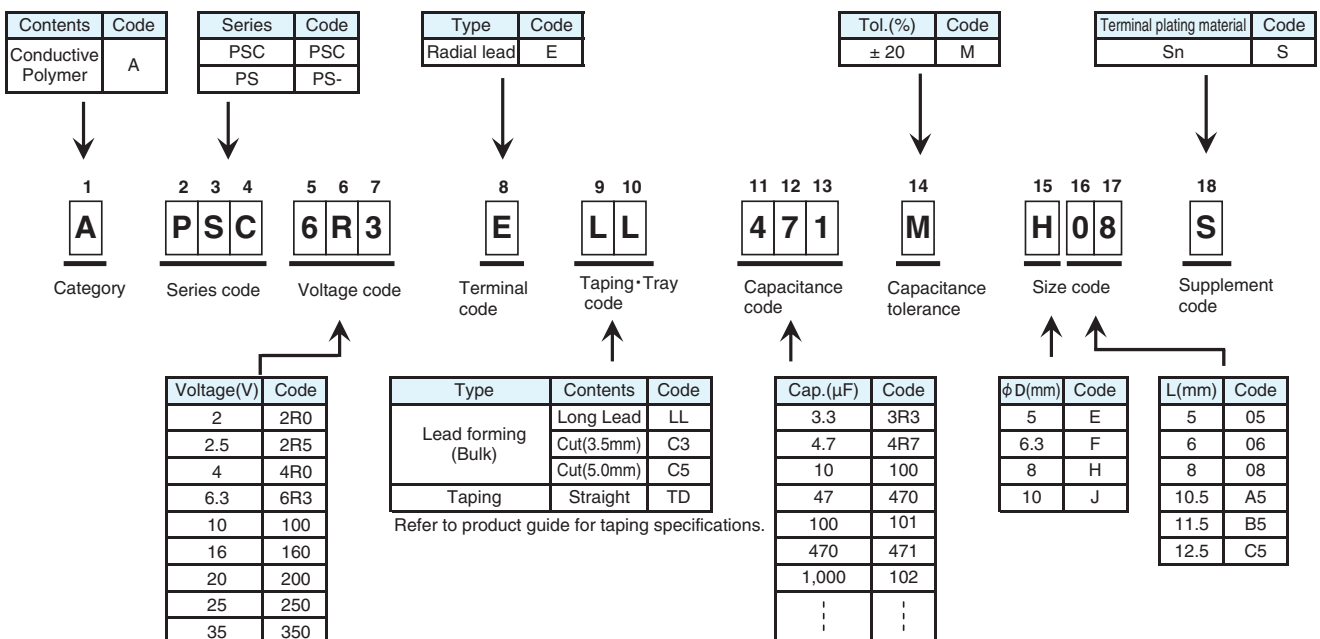 Contents Code
Conductive Polymer A
Series Code
PSC PSC
PS PS-
Type Code
Radial lead E
Tol.(%) Code
± 20 M
Terminal plating material Code
Sn S
1 2 3 4 5 6 7 8 9 10 11 12 13 14 15 16 17 18
A P S C 6 R 3 E L L 4 7 1 M H 0 8 S
Category
Series code
Voltage code
Terminal code
Taping・Tray code
Capacitance code
Capacitance tolerance
Size code
Supplement code
Voltage(V) Code
2 2R0
2.5 2R5
4 4R0
6.3 6R3
10 100
16 160
20 200
25 250
35 350
Type Contents Code
Lead forming (Bulk)
Long Lead LL
Cut(3.5mm) C3
Cut(5.0mm) C5
Taping Straight TD
Refer to product guide for taping specifications.
Cap.(µF) Code
3.3 3R3
4.7 4R7
10 100
47 470
100 101
470 471
1,000 102
φD(mm) Code
5 E
6.3 F
8 H
10 J
L(mm) Code
5 05
6 06
8 08
10.5 A5
11.5 B5
12.5 C5